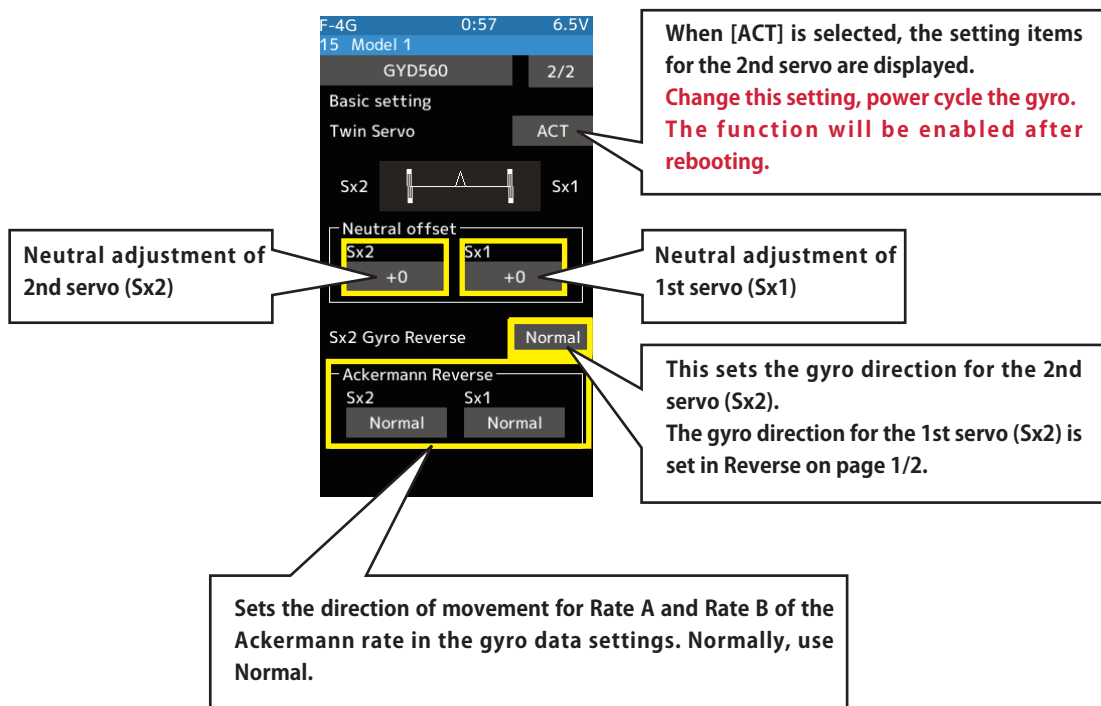 F-4G 0:57 6.5V
15 Model 1
GYD560 2/2
Basic setting
Twin Servo ACT
Sx2 Sx1
Neutral offset
Sx2 Sx1
+0 +0
Sx2 Gyro Reverse Normal
Ackermann Reverse
Sx2 Sx1
Normal Normal
When [ACT] is selected, the setting items
for the 2nd servo are displayed.
Change this setting, power cycle the gyro.
The function will be enabled after
rebooting.
Neutral adjustment of
2nd servo (Sx2)
Neutral adjustment of
1st servo (Sx1)
This sets the gyro direction for the 2nd
servo (Sx2).
The gyro direction for the 1st servo (Sx2) is
set in Reverse on page 1/2.
Sets the direction of movement for Rate A and Rate B of the
Ackermann rate in the gyro data settings. Normally, use
Normal.